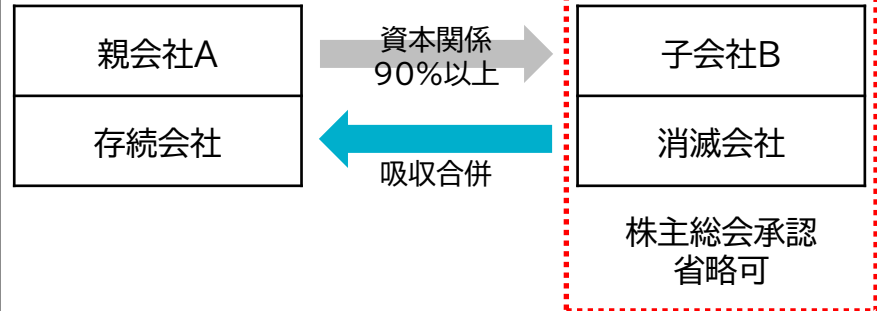 親会社A
資本関係
90%以上
子会社B
存続会社
吸収合併
消滅会社
株主総会承認
省略可